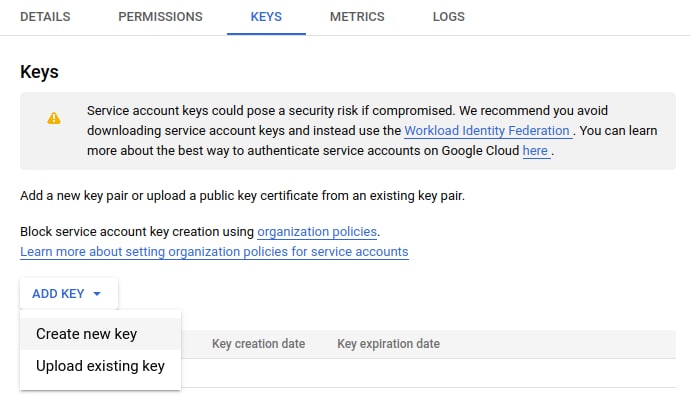 DETAILS PERMISSIONS KEYS METRICS LOGS
Keys
Service account keys could pose a security risk if compromised. We recommend you avoid
downloading service account keys and instead use the Workload Identity Federation . You can learn
more about the best way to authenticate service accounts on Google Cloud here .
Add a new key pair or upload a public key certificate from an existing key pair.
Block service account key creation using organization policies.
Learn more about setting organization policies for service accounts
ADD KEY
Create new key
Key creation date Key expiration date
Upload existing key